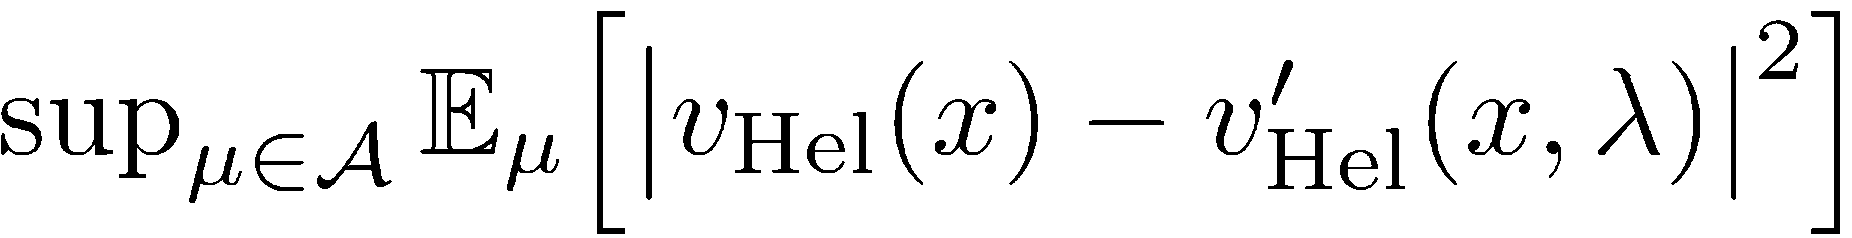 sup_{μ∈𝒜} 𝔼_μ[|v_Hel(x) − v′_Hel(x, λ)|²]